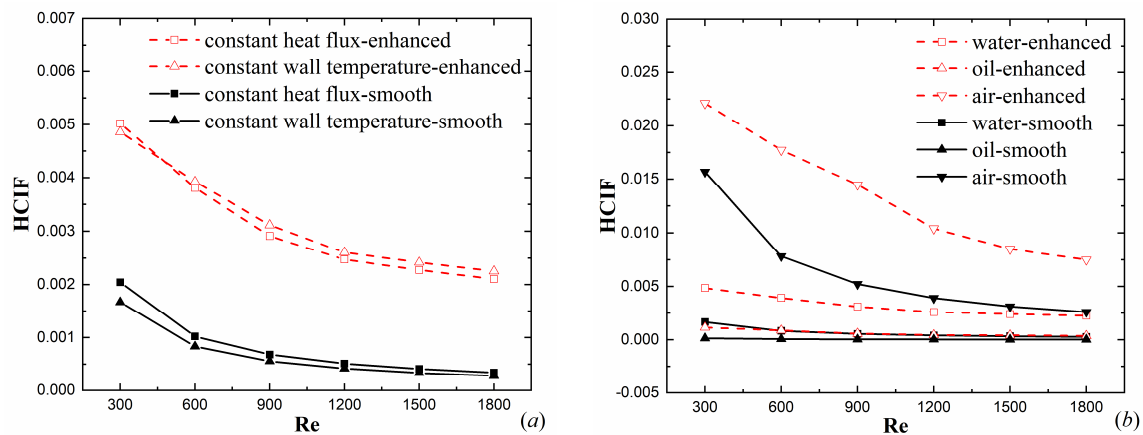 0.007
0.006
0.005
0.004
0.003
0.002
0.001
0.000
HCIF
constant heat flux-enhanced
constant wall temperature-enhanced
constant heat flux-smooth
constant wall temperature-smooth
300 600 900 1200 1500 1800
Re
(a)
0.030
0.025
0.020
0.015
0.010
0.005
0.000
-0.005
HCIF
water-enhanced
oil-enhanced
air-enhanced
water-smooth
oil-smooth
air-smooth
300 600 900 1200 1500 1800
Re
(b)